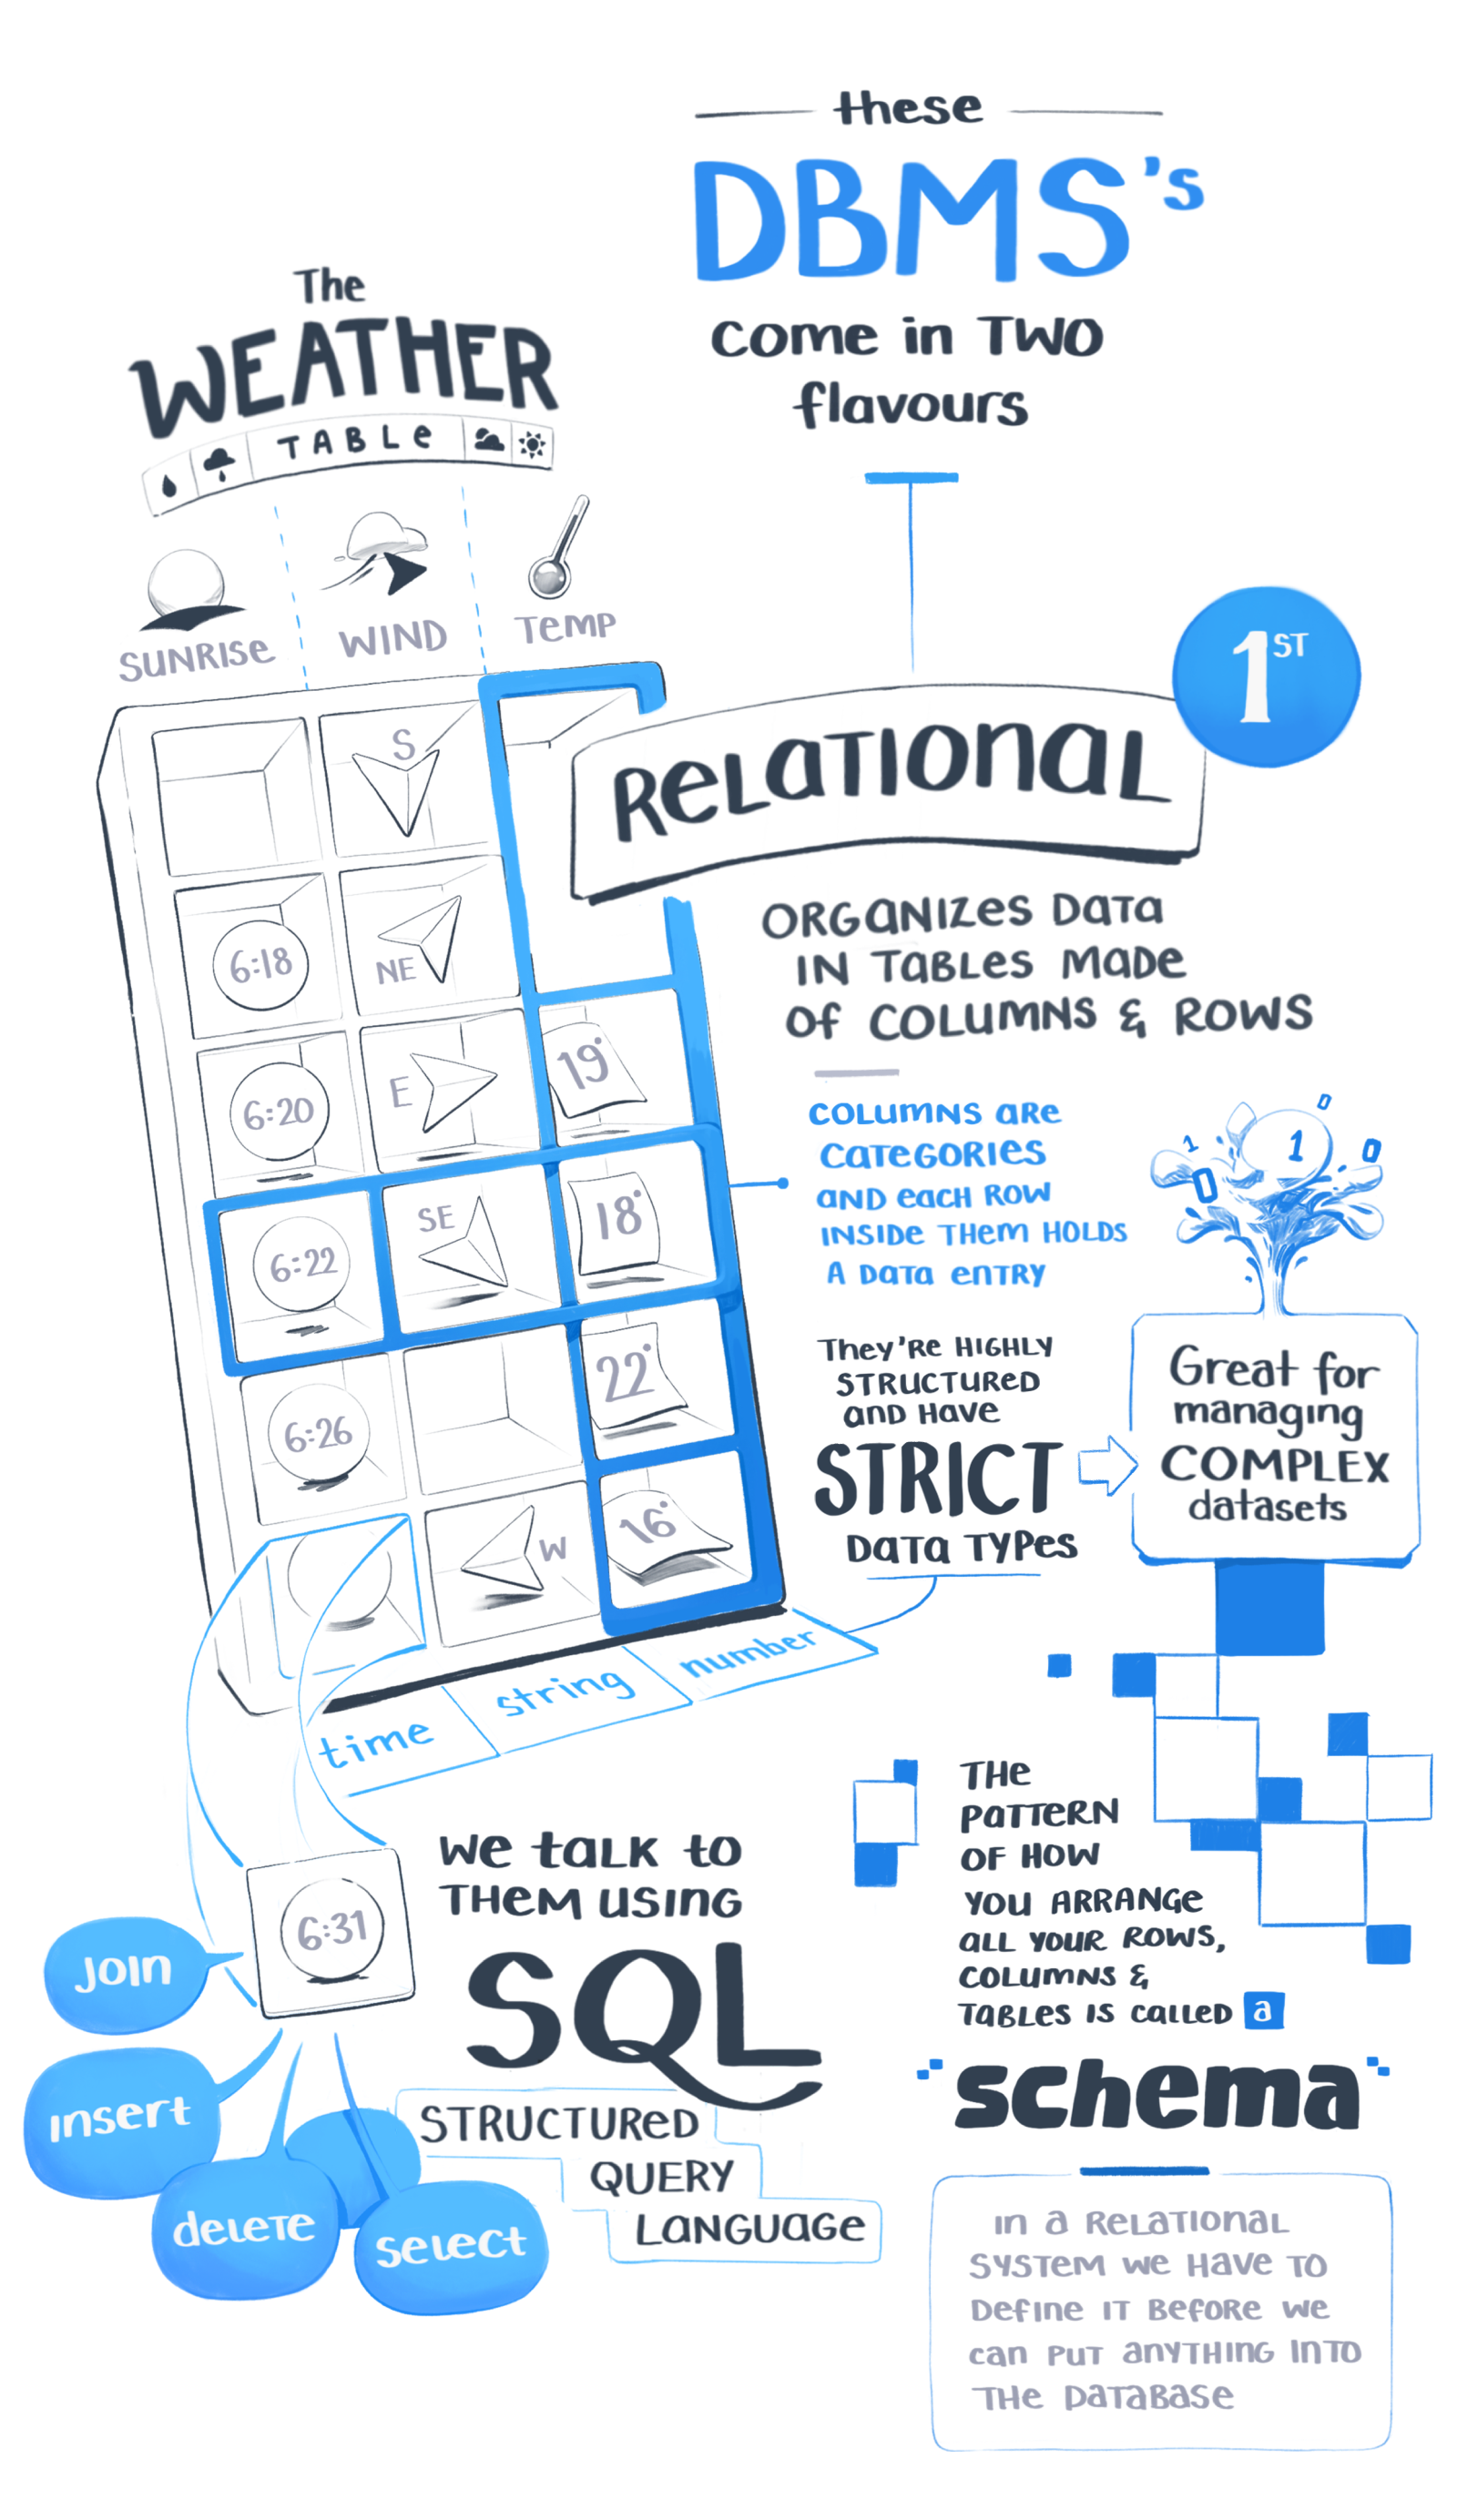 these
DBMS's
come in TWO
flavours
The
WEATHER
TABLE
SUNRISE
WIND
TEMP
1ST
RELATIONAL
ORGANIZES DATA
IN TABLES MADE
OF COLUMNS & ROWS
COLUMNS ARE
CATEGORIES
AND EACH ROW
INSIDE THEM HOLDS
A DATA ENTRY
S
6:18
NE
6:20
E
19°
6:22
SE
18°
6:26
22°
W
16°
time
string
number
THEY'RE HIGHLY
STRUCTURED
AND HAVE
STRICT
DATA TYPES
1
0
1
0
0
Great for
managing
COMPLEX
datasets
6:31
WE TALK TO
THEM USING
SQL
STRUCTURED
QUERY
LANGUAGE
JOIN
INSERT
DELETE
SELECT
THE
PATTERN
OF HOW
YOU ARRANGE
ALL YOUR ROWS,
COLUMNS &
TABLES IS CALLED a
schema
IN A RELATIONAL
SYSTEM WE HAVE TO
DEFINE IT BEFORE WE
CAN PUT ANYTHING INTO
THE DATABASE